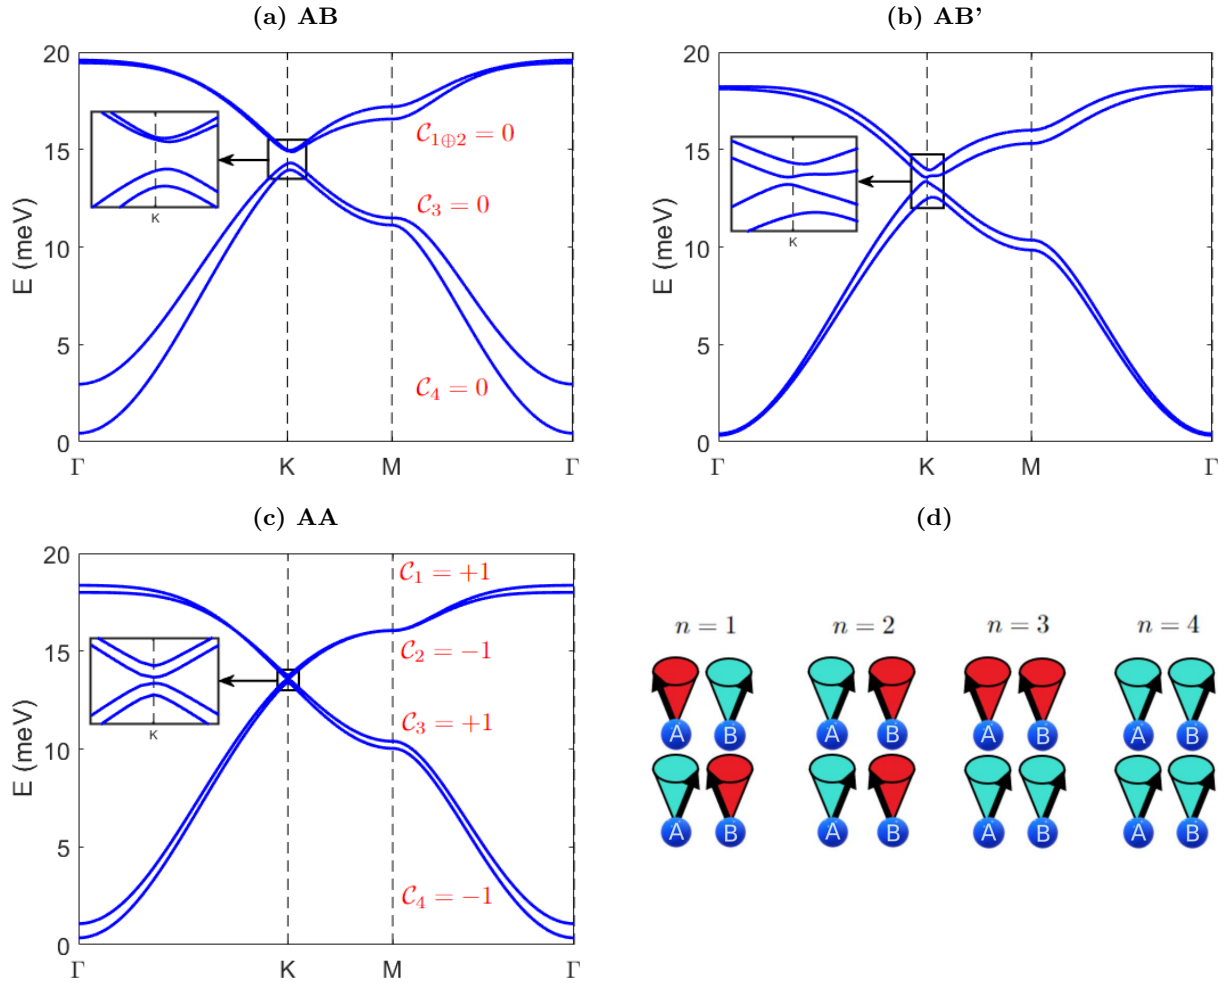 (a) AB
E (meV)
20
15
10
5
0
K
𝒞₁⊕₂ = 0
𝒞₃ = 0
𝒞₄ = 0
Γ K M Γ
(b) AB’
E (meV)
20
15
10
5
0
K
Γ K M Γ
(c) AA
E (meV)
20
15
10
5
0
K
𝒞₁ = +1
𝒞₂ = −1
𝒞₃ = +1
𝒞₄ = −1
Γ K M Γ
(d)
n = 1 n = 2 n = 3 n = 4
A B A B A B A B
A B A B A B A B